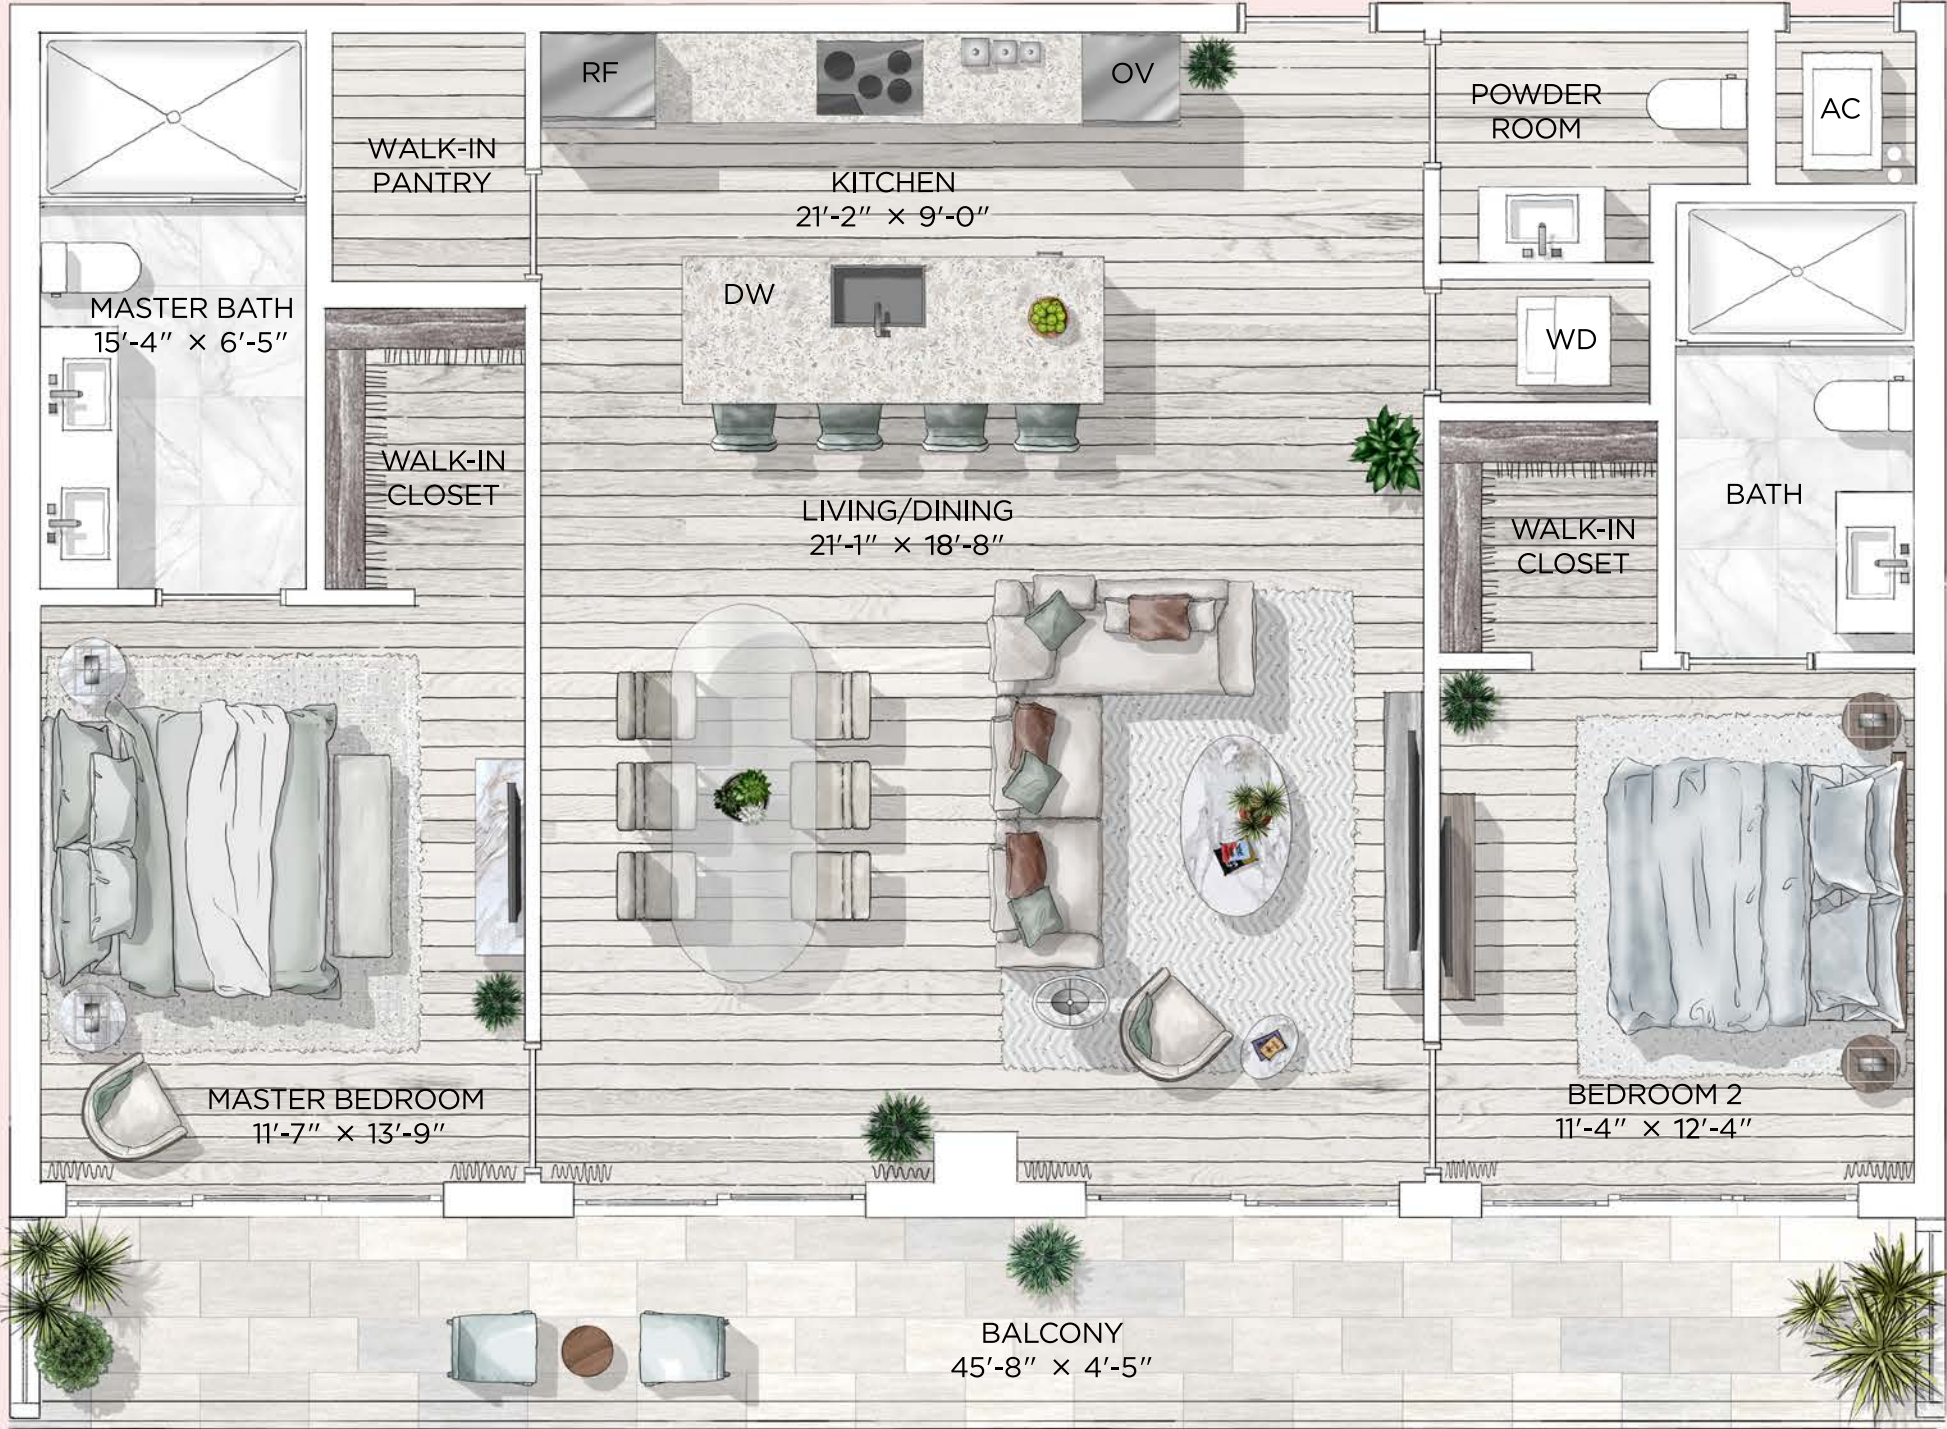 RF
OV
WALK-IN
PANTRY
KITCHEN
21'-2" × 9'-0"
POWDER
ROOM
AC
MASTER BATH
15'-4" × 6'-5"
DW
WD
WALK-IN
CLOSET
LIVING/DINING
21'-1" × 18'-8"
WALK-IN
CLOSET
BATH
MASTER BEDROOM
11'-7" × 13'-9"
BEDROOM 2
11'-4" × 12'-4"
BALCONY
45'-8" × 4'-5"